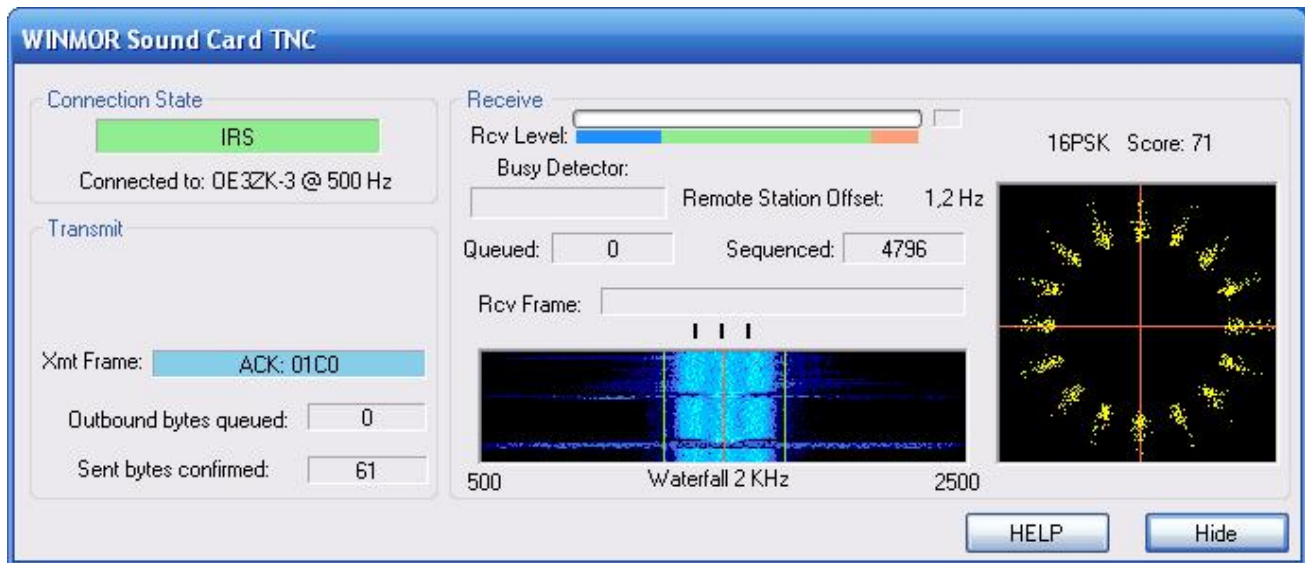 WINMOR Sound Card TNC
Connection State
IRS
Connected to: OE3ZK-3 @ 500 Hz
Transmit
Xmt Frame: ACK: 01C0
Outbound bytes queued: 0
Sent bytes confirmed: 61
Receive
Rcv Level:
Busy Detector:
Remote Station Offset: 1,2 Hz
Queued: 0 Sequenced: 4796
Rcv Frame:
500 Waterfall 2 KHz 2500
16PSK Score: 71
HELP Hide